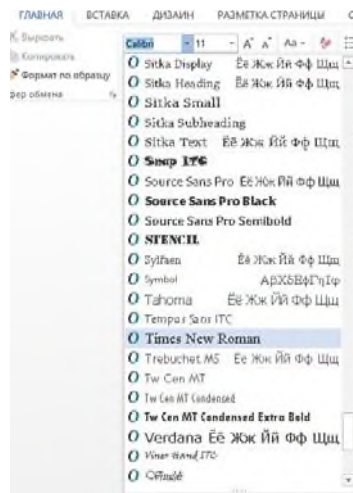 ГЛАВНАЯ ВСТАВКА ДИЗАЙН РАЗМЕТКА СТРАНИЦЫ
Вырезать
Копировать
Формат по образцу
фер обмена
Calibri 11 Aa
Sitka Display Ёё Жж Йй Фф Щщ
Sitka Heading Ёё Жж Йй Фф Щщ
Sitka Small
Sitka Subheading
Sitka Text Ёё Жж Йй Фф Щщ
Snap ITC
Source Sans Pro Ёё Жж Йй Фф Щщ
Source Sans Pro Black
Source Sans Pro Semibold
STENCIL
Sylfaen Ёё Жж Йй Фф Щщ
Symbol
Tahoma Ёё Жж Йй Фф Щщ
Tempus Sans ITC
Times New Roman
Trebuchet MS Ёё Жж Йй Фф Щщ
Tw Cen MT
Tw Cen MT Condensed
Tw Cen MT Condensed Extra Bold
Verdana Ёё Жж Йй Фф Щщ
Viner Hand ITC
Vivaldi